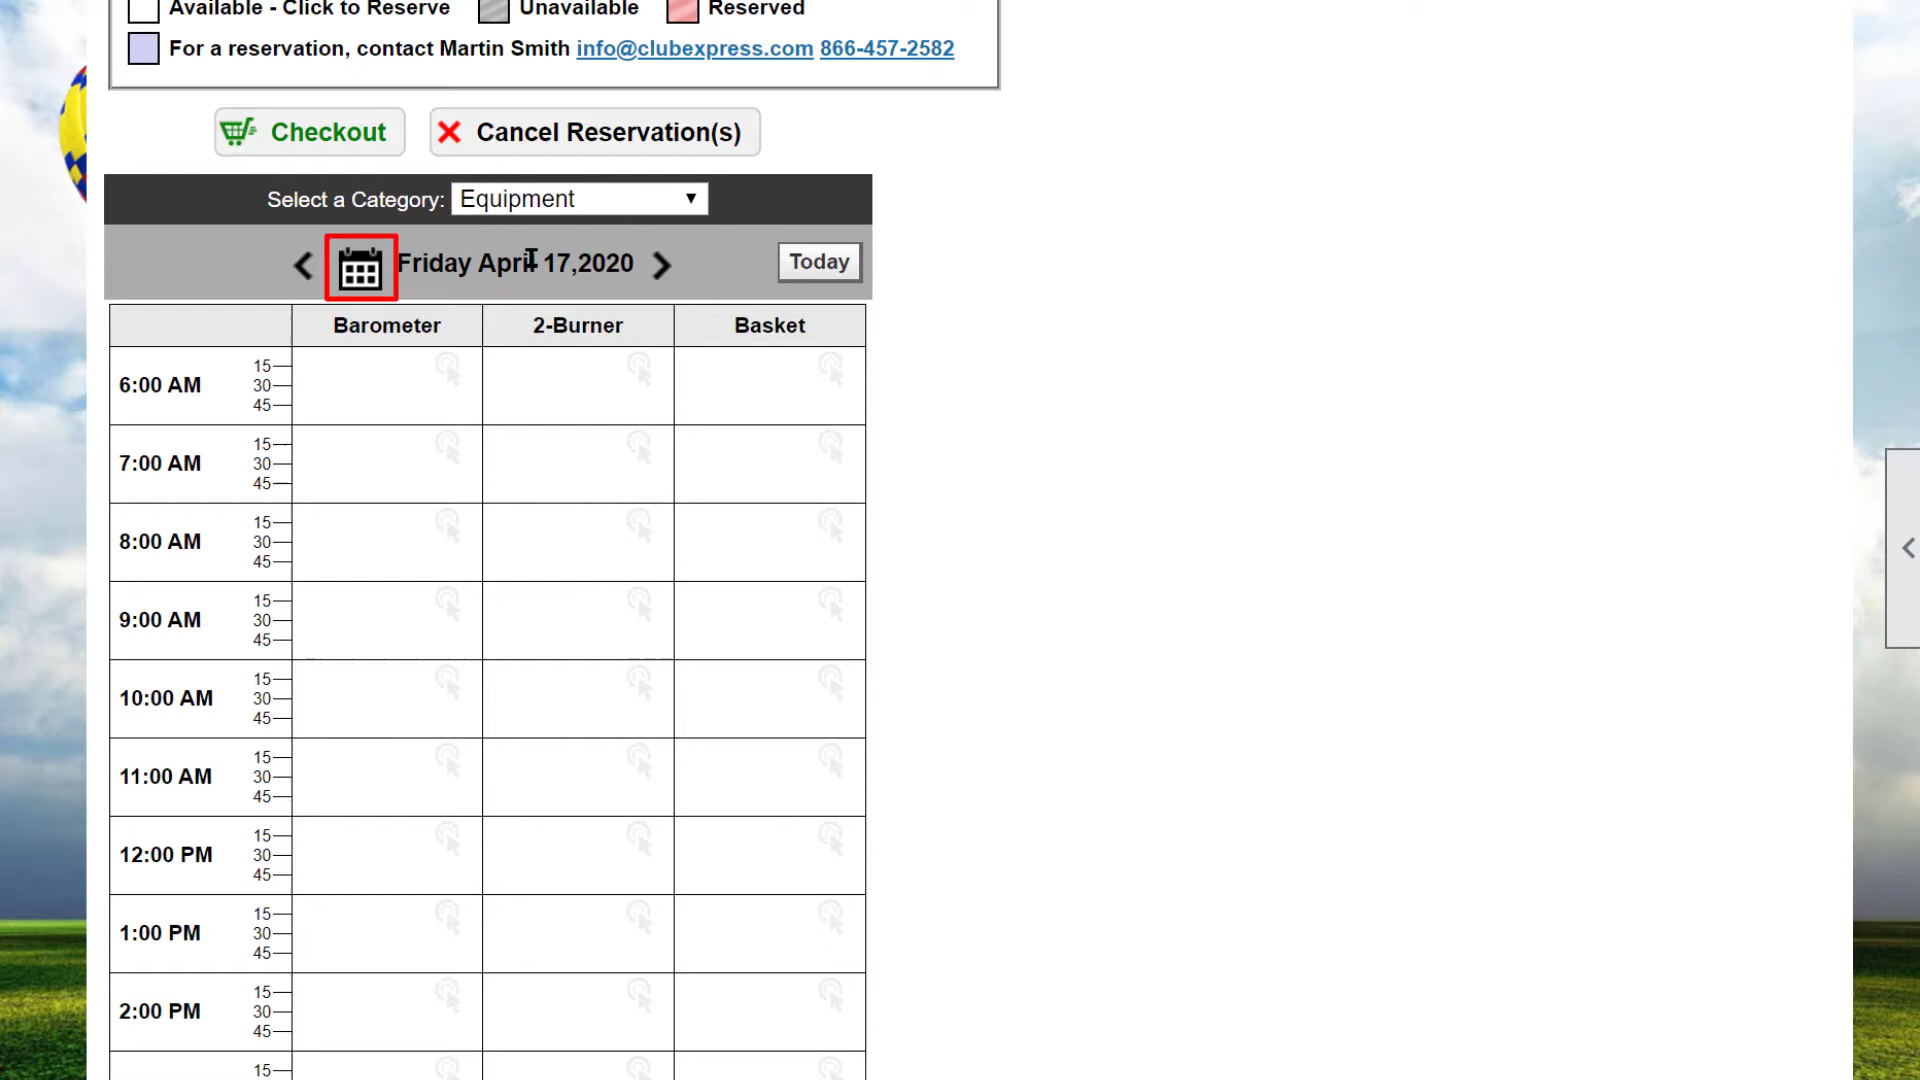 Available - Click to Reserve Unavailable Reserved
For a reservation, contact Martin Smith info@clubexpress.com 866-457-2582
Checkout Cancel Reservation(s)
Select a Category: Equipment
Friday April 17,2020 Today
Barometer 2-Burner Basket
15
6:00 AM 30
45
15
7:00 AM 30
45
15
8:00 AM 30
45
15
9:00 AM 30
45
15
10:00 AM 30
45
15
11:00 AM 30
45
15
12:00 PM 30
45
15
1:00 PM 30
45
15
2:00 PM 30
45
15